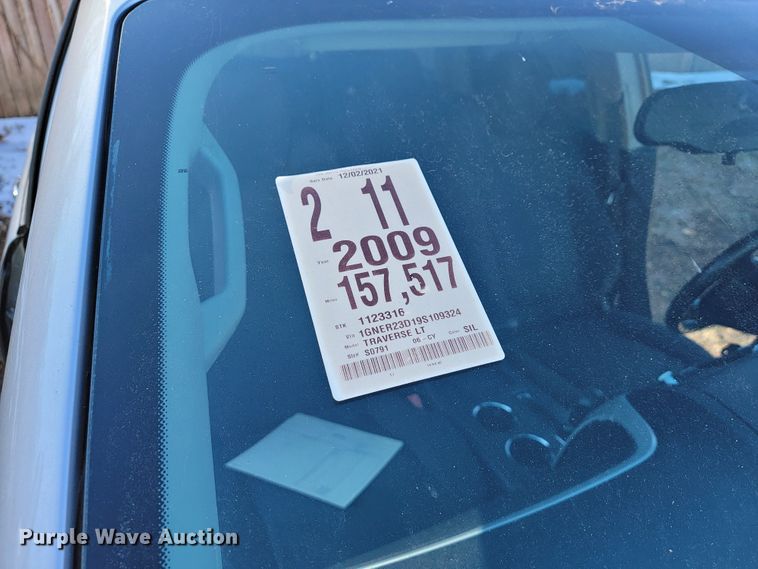 Sale Date 12/02/2021
2 11
Year 2009
Miles 157,517
STK 1123316
Vin 1GNER23D19S109324
Model TRAVERSE LT
Slr# S0791 06-CY Color SIL
Purple Wave Auction